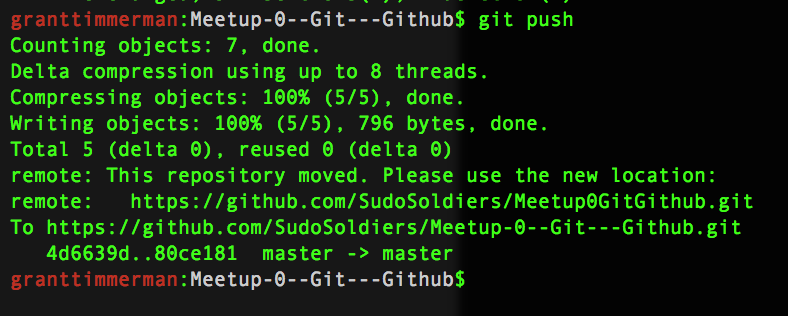 granttimmerman:Meetup-0--Git---Github$ git push
Counting objects: 7, done.
Delta compression using up to 8 threads.
Compressing objects: 100% (5/5), done.
Writing objects: 100% (5/5), 796 bytes, done.
Total 5 (delta 0), reused 0 (delta 0)
remote: This repository moved. Please use the new location:
remote:   https://github.com/SudoSoldiers/Meetup0GitGithub.git
To https://github.com/SudoSoldiers/Meetup-0--Git---Github.git
   4d6639d..80ce181  master -> master
granttimmerman:Meetup-0--Git---Github$